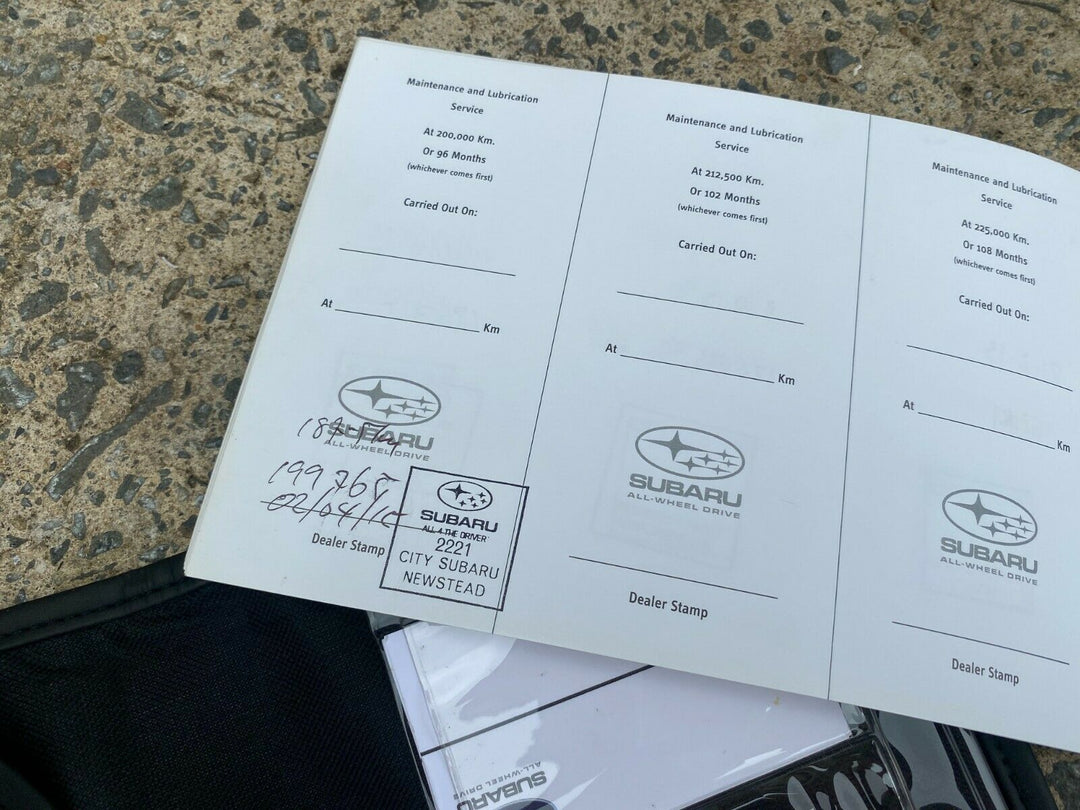 Maintenance and Lubrication
Service
At 200,000 Km.
Or 96 Months
(whichever comes first)
Carried Out On:
At Km
SUBARU
ALL-WHEEL DRIVE
199765
02/04/15
Dealer Stamp
SUBARU
ALL 4 THE DRIVER
2221
CITY SUBARU
NEWSTEAD
Maintenance and Lubrication
Service
At 212,500 Km.
Or 102 Months
(whichever comes first)
Carried Out On:
At Km
SUBARU
ALL-WHEEL DRIVE
Dealer Stamp
Maintenance and Lubrication
Service
At 225,000 Km.
Or 108 Months
(whichever comes first)
Carried Out On:
At Km
SUBARU
ALL-WHEEL DRIVE
Dealer Stamp
SUBARU
ALL-WHEEL DRIVE